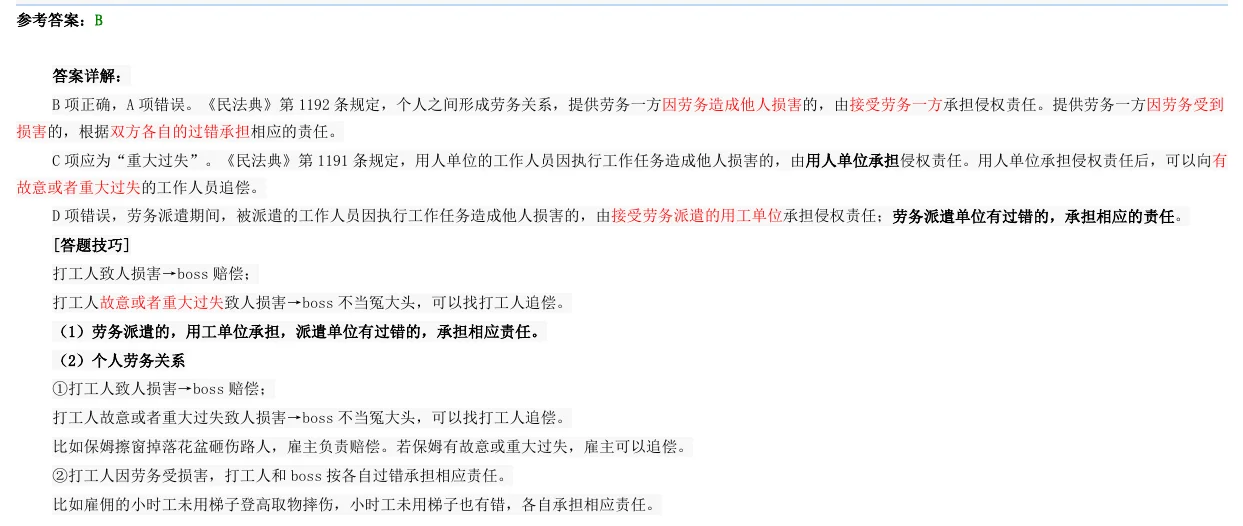 参考答案：B
答案详解：
B 项正确，A 项错误。《民法典》第 1192 条规定，个人之间形成劳务关系，提供劳务一方因劳务造成他人损害的，由接受劳务一方承担侵权责任。提供劳务一方因劳务受到
损害的，根据双方各自的过错承担相应的责任。
C 项应为“重大过失”。《民法典》第 1191 条规定，用人单位的工作人员因执行工作任务造成他人损害的，由用人单位承担侵权责任。用人单位承担侵权责任后，可以向有
故意或者重大过失的工作人员追偿。
D 项错误，劳务派遣期间，被派遣的工作人员因执行工作任务造成他人损害的，由接受劳务派遣的用工单位承担侵权责任；劳务派遣单位有过错的，承担相应的责任。
[答题技巧]
打工人致人损害→boss 赔偿；
打工人故意或者重大过失致人损害→boss 不当冤大头，可以找打工人追偿。
（1）劳务派遣的，用工单位承担，派遣单位有过错的，承担相应责任。
（2）个人劳务关系
①打工人致人损害→boss 赔偿；
打工人故意或者重大过失致人损害→boss 不当冤大头，可以找打工人追偿。
比如保姆擦窗掉落花盆砸伤路人，雇主负责赔偿。若保姆有故意或重大过失，雇主可以追偿。
②打工人因劳务受损害，打工人和 boss 按各自过错承担相应责任。
比如雇佣的小时工未用梯子登高取物摔伤，小时工未用梯子也有错，各自承担相应责任。